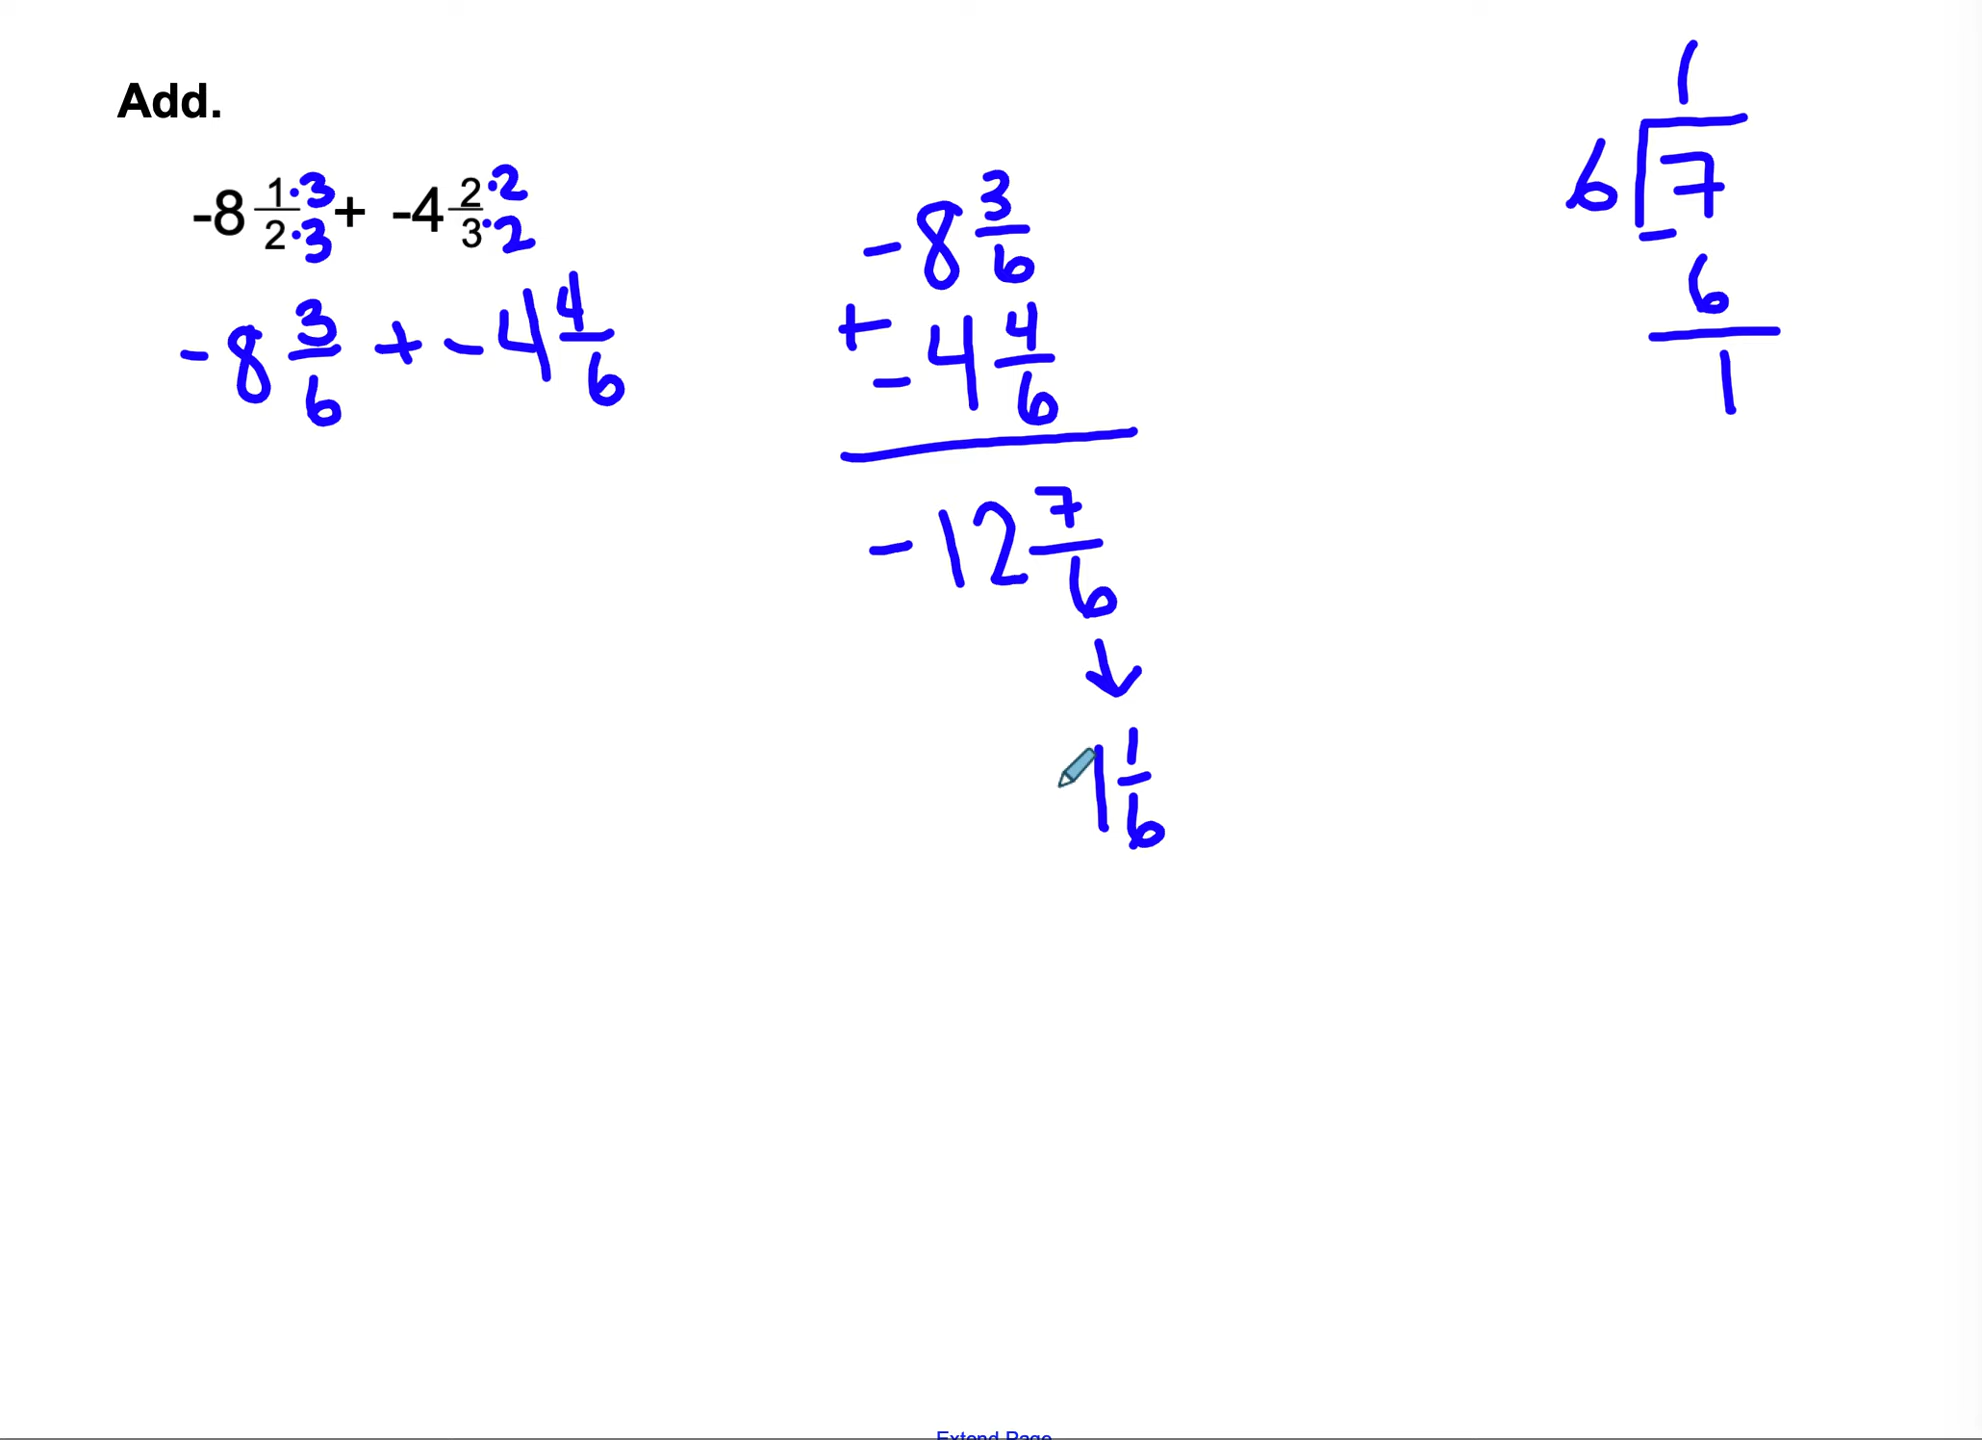 Add.
-8 1/2 ·3/·3 + -4 2/3 ·2/·2
-8 3/6 + -4 4/6
-8 3/6
+ -4 4/6
-12 7/6
↓
1 1/6
1
6 7
- 6
1
Extend Page